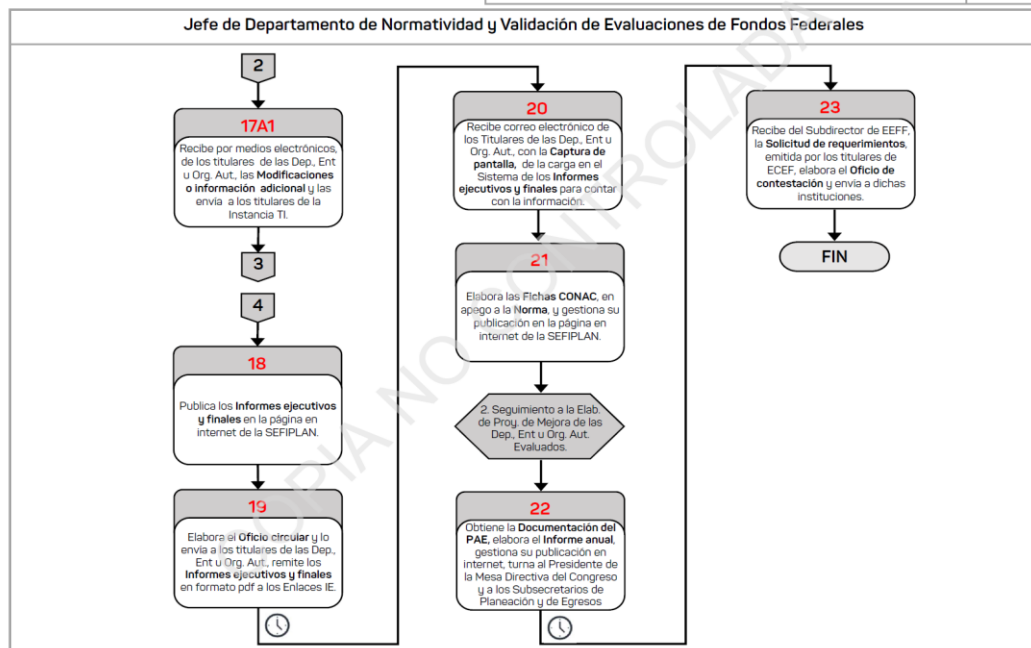 Jefe de Departamento de Normatividad y Validación de Evaluaciones de Fondos Federales
2
17A1
Recibe por medios electrónicos,
de los titulares de las Dep., Ent
u Org. Aut., las Modificaciones
o información adicional y las
envía a los titulares de la
Instancia TI.
3
4
18
Publica los Informes ejecutivos
y finales en la página en
internet de la SEFIPLAN.
19
Elabora el Oficio circular y lo
envía a los titulares de las Dep.,
Ent u Org. Aut., remite los
Informes ejecutivos y finales
en formato pdf a los Enlaces IE.
20
Recibe correo electrónico de
los Titulares de las Dep., Ent u
Org. Aut., con la Captura de
pantalla, de la carga en el
Sistema de los Informes
ejecutivos y finales para contar
con la información.
21
Elabora las Fichas CONAC, en
apego a la Norma, y gestiona su
publicación en la página en
internet de la SEFIPLAN.
2. Seguimiento a la Elab.
de Proy. de Mejora de las
Dep., Ent u Org. Aut.
Evaluados.
22
Obtiene la Documentación del
PAE, elabora el Informe anual,
gestiona su publicación en
internet, turna al Presidente de
la Mesa Directiva del Congreso
y a los Subsecretarios de
Planeación y de Egresos
23
Recibe del Subdirector de EEFF,
la Solicitud de requerimientos,
emitida por los titulares de
ECEF, elabora el Oficio de
contestación y envía a dichas
instituciones.
FIN
COPIA NO CONTROLADA